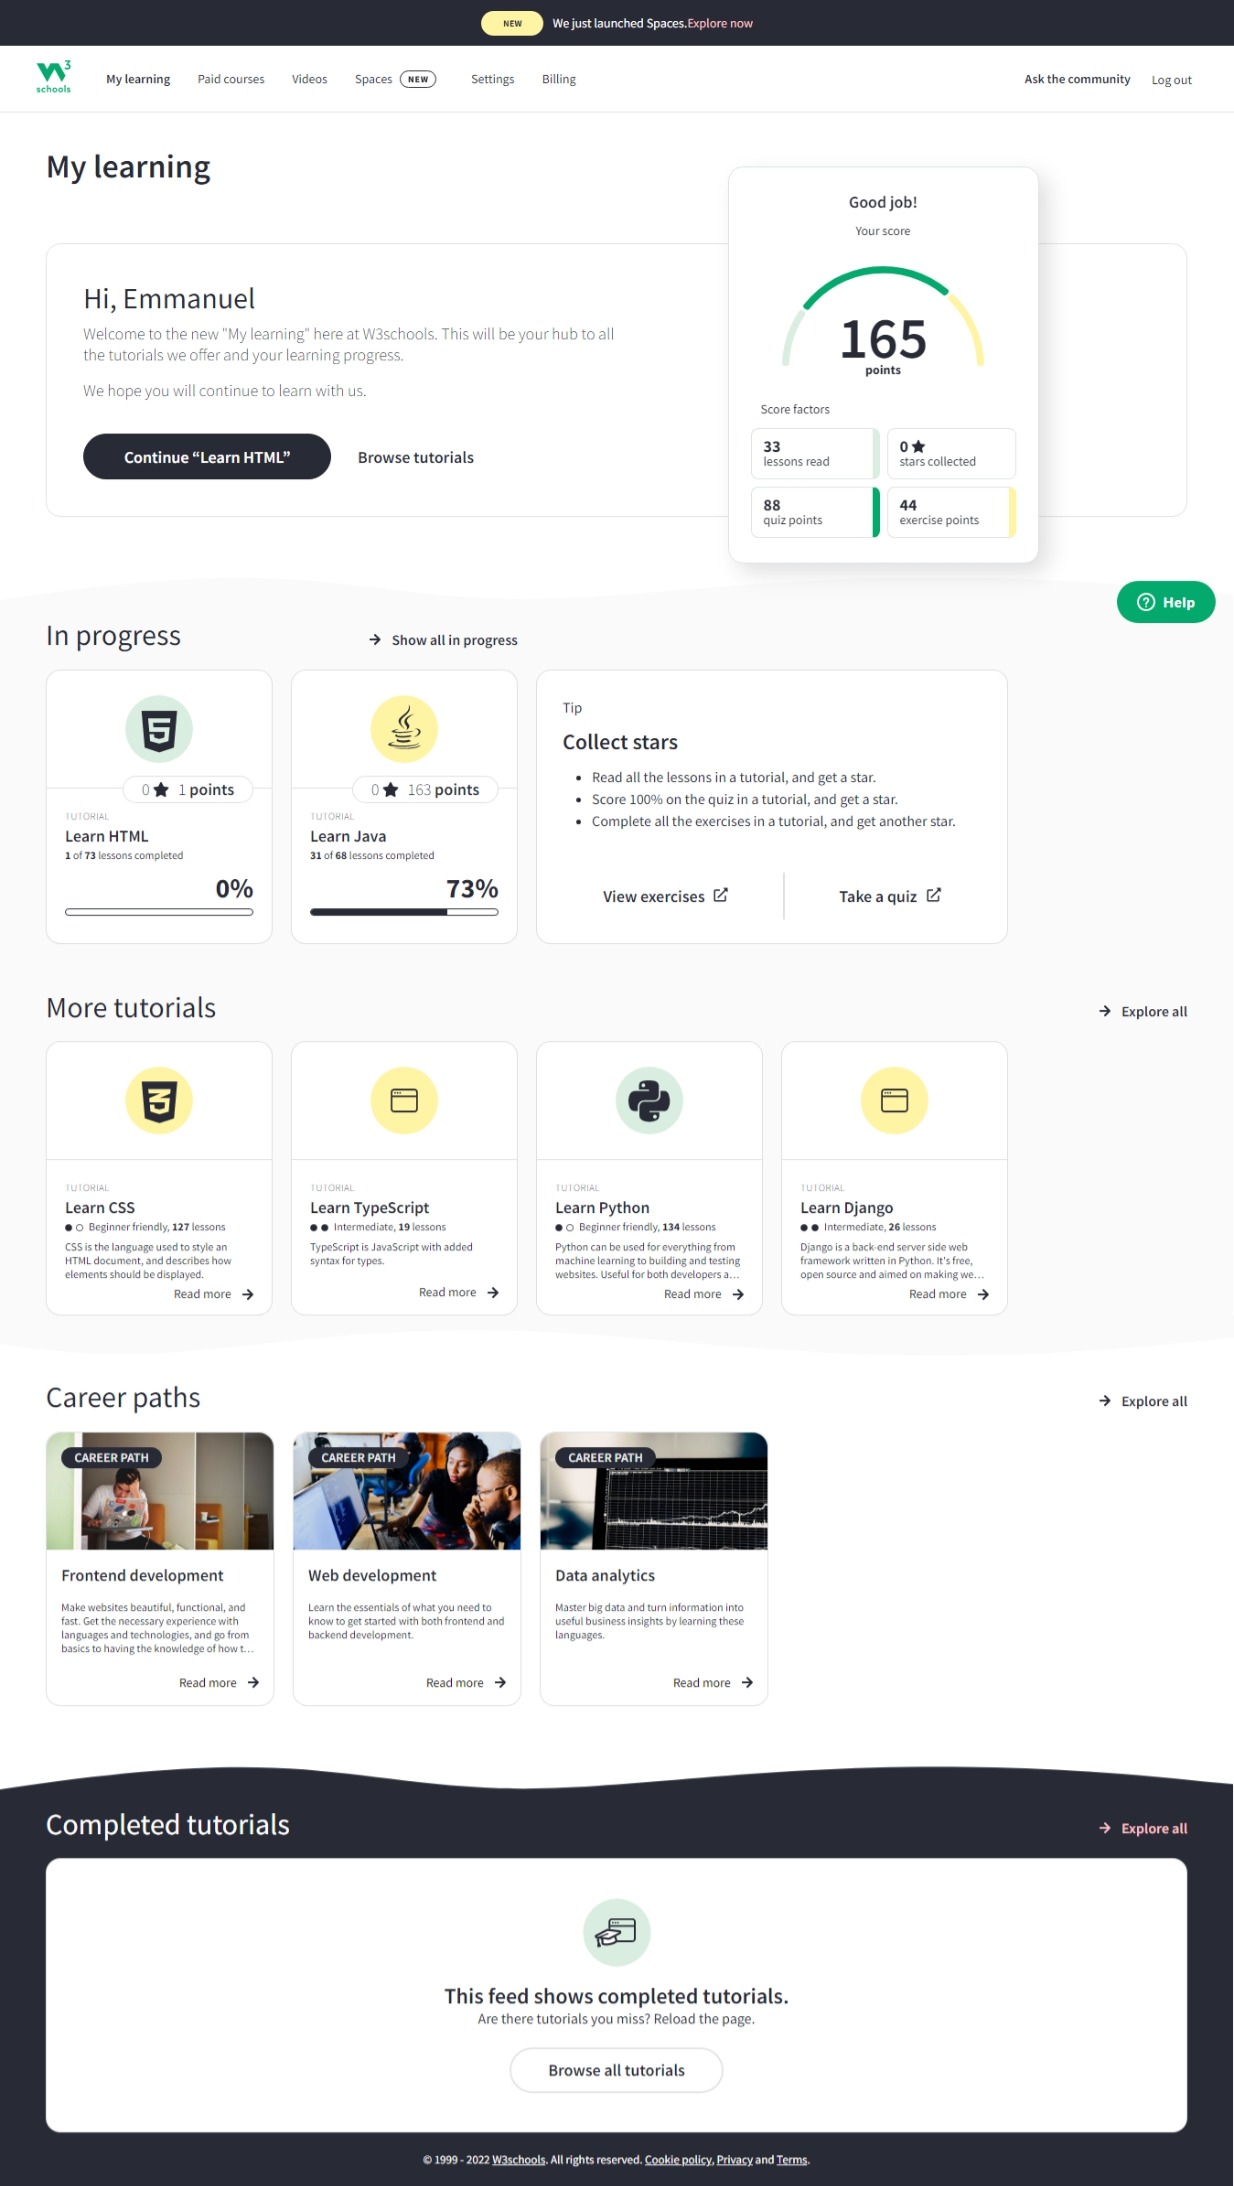 NEW We just launched Spaces.Explore now
W3 schools My learning Paid courses Videos Spaces NEW Settings Billing Ask the community Log out
My learning
Hi, Emmanuel
Welcome to the new "My learning" here at W3schools. This will be your hub to all
the tutorials we offer and your learning progress.
We hope you will continue to learn with us.
Continue “Learn HTML” Browse tutorials
Good job!
Your score
165
points
Score factors
33
lessons read
0
stars collected
88
quiz points
44
exercise points
Help
In progress
Show all in progress
0 1 points
TUTORIAL
Learn HTML
1 of 73 lessons completed
0%
0 163 points
TUTORIAL
Learn Java
31 of 68 lessons completed
73%
Tip
Collect stars
• Read all the lessons in a tutorial, and get a star.
• Score 100% on the quiz in a tutorial, and get a star.
• Complete all the exercises in a tutorial, and get another star.
View exercises Take a quiz
More tutorials
Explore all
TUTORIAL
Learn CSS
Beginner friendly, 127 lessons
CSS is the language used to style an
HTML document, and describes how
elements should be displayed.
Read more
TUTORIAL
Learn TypeScript
Intermediate, 19 lessons
TypeScript is JavaScript with added
syntax for types.
Read more
TUTORIAL
Learn Python
Beginner friendly, 134 lessons
Python can be used for everything from
machine learning to building and testing
websites. Useful for both developers a...
Read more
TUTORIAL
Learn Django
Intermediate, 26 lessons
Django is a back-end server side web
framework written in Python. It's free,
open source and aimed on making we...
Read more
Career paths
Explore all
CAREER PATH
Frontend development
Make websites beautiful, functional, and
fast. Get the necessary experience with
languages and technologies, and go from
basics to having the knowledge of how t...
Read more
CAREER PATH
Web development
Learn the essentials of what you need to
know to get started with both frontend and
backend development.
Read more
CAREER PATH
Data analytics
Master big data and turn information into
useful business insights by learning these
languages.
Read more
Completed tutorials
Explore all
This feed shows completed tutorials.
Are there tutorials you miss? Reload the page.
Browse all tutorials
© 1999 - 2022 W3schools. All rights reserved. Cookie policy, Privacy and Terms.